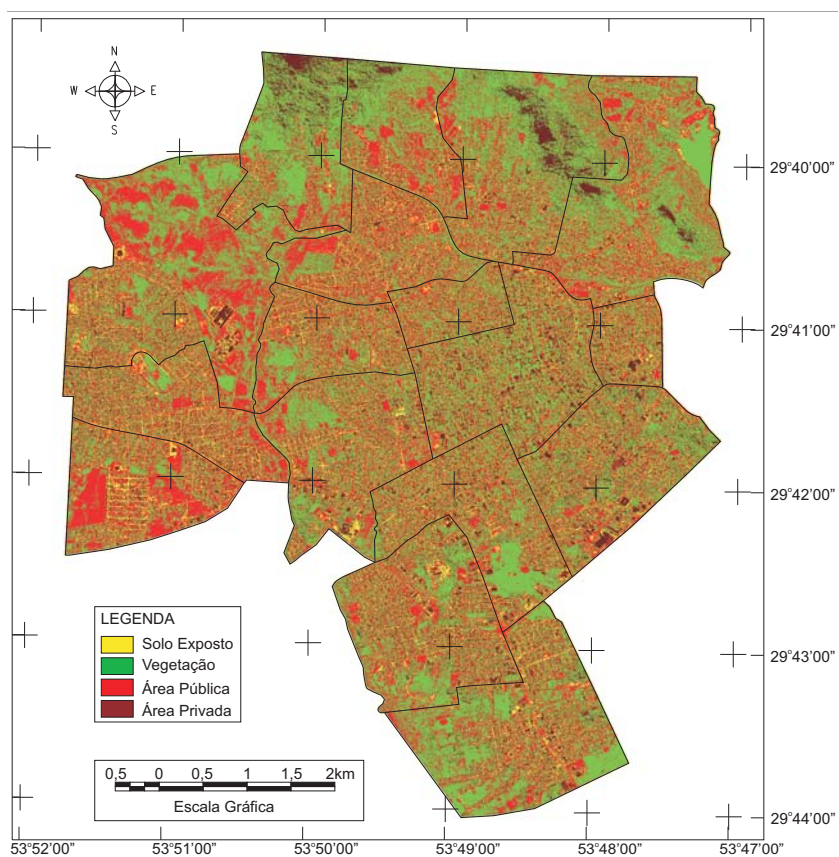 N
W E
S
29°40'00”
29°41'00”
29°42'00”
29°43'00”
29°44'00”
LEGENDA
Solo Exposto
Vegetação
Área Pública
Área Privada
0,5 0 0,5 1 1,5 2km
Escala Gráfica
53°52'00” 53°51'00” 53°50'00” 53°49'00” 53°48'00” 53°47'00”